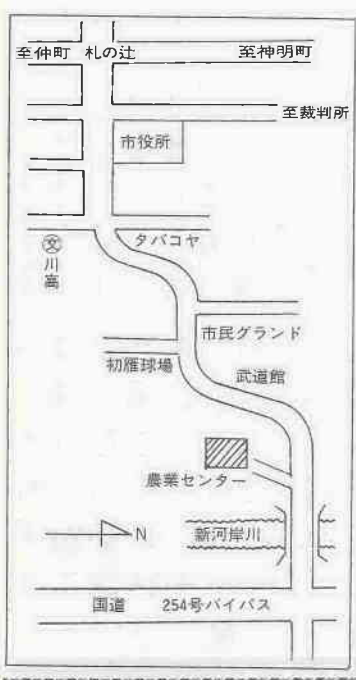 至仲町 札の辻 至神明町
至裁判所
市役所
タバコヤ
文
川高
市民グランド
初雁球場
武道館
農業センター
N
新河岸川
国道 254号バイパス